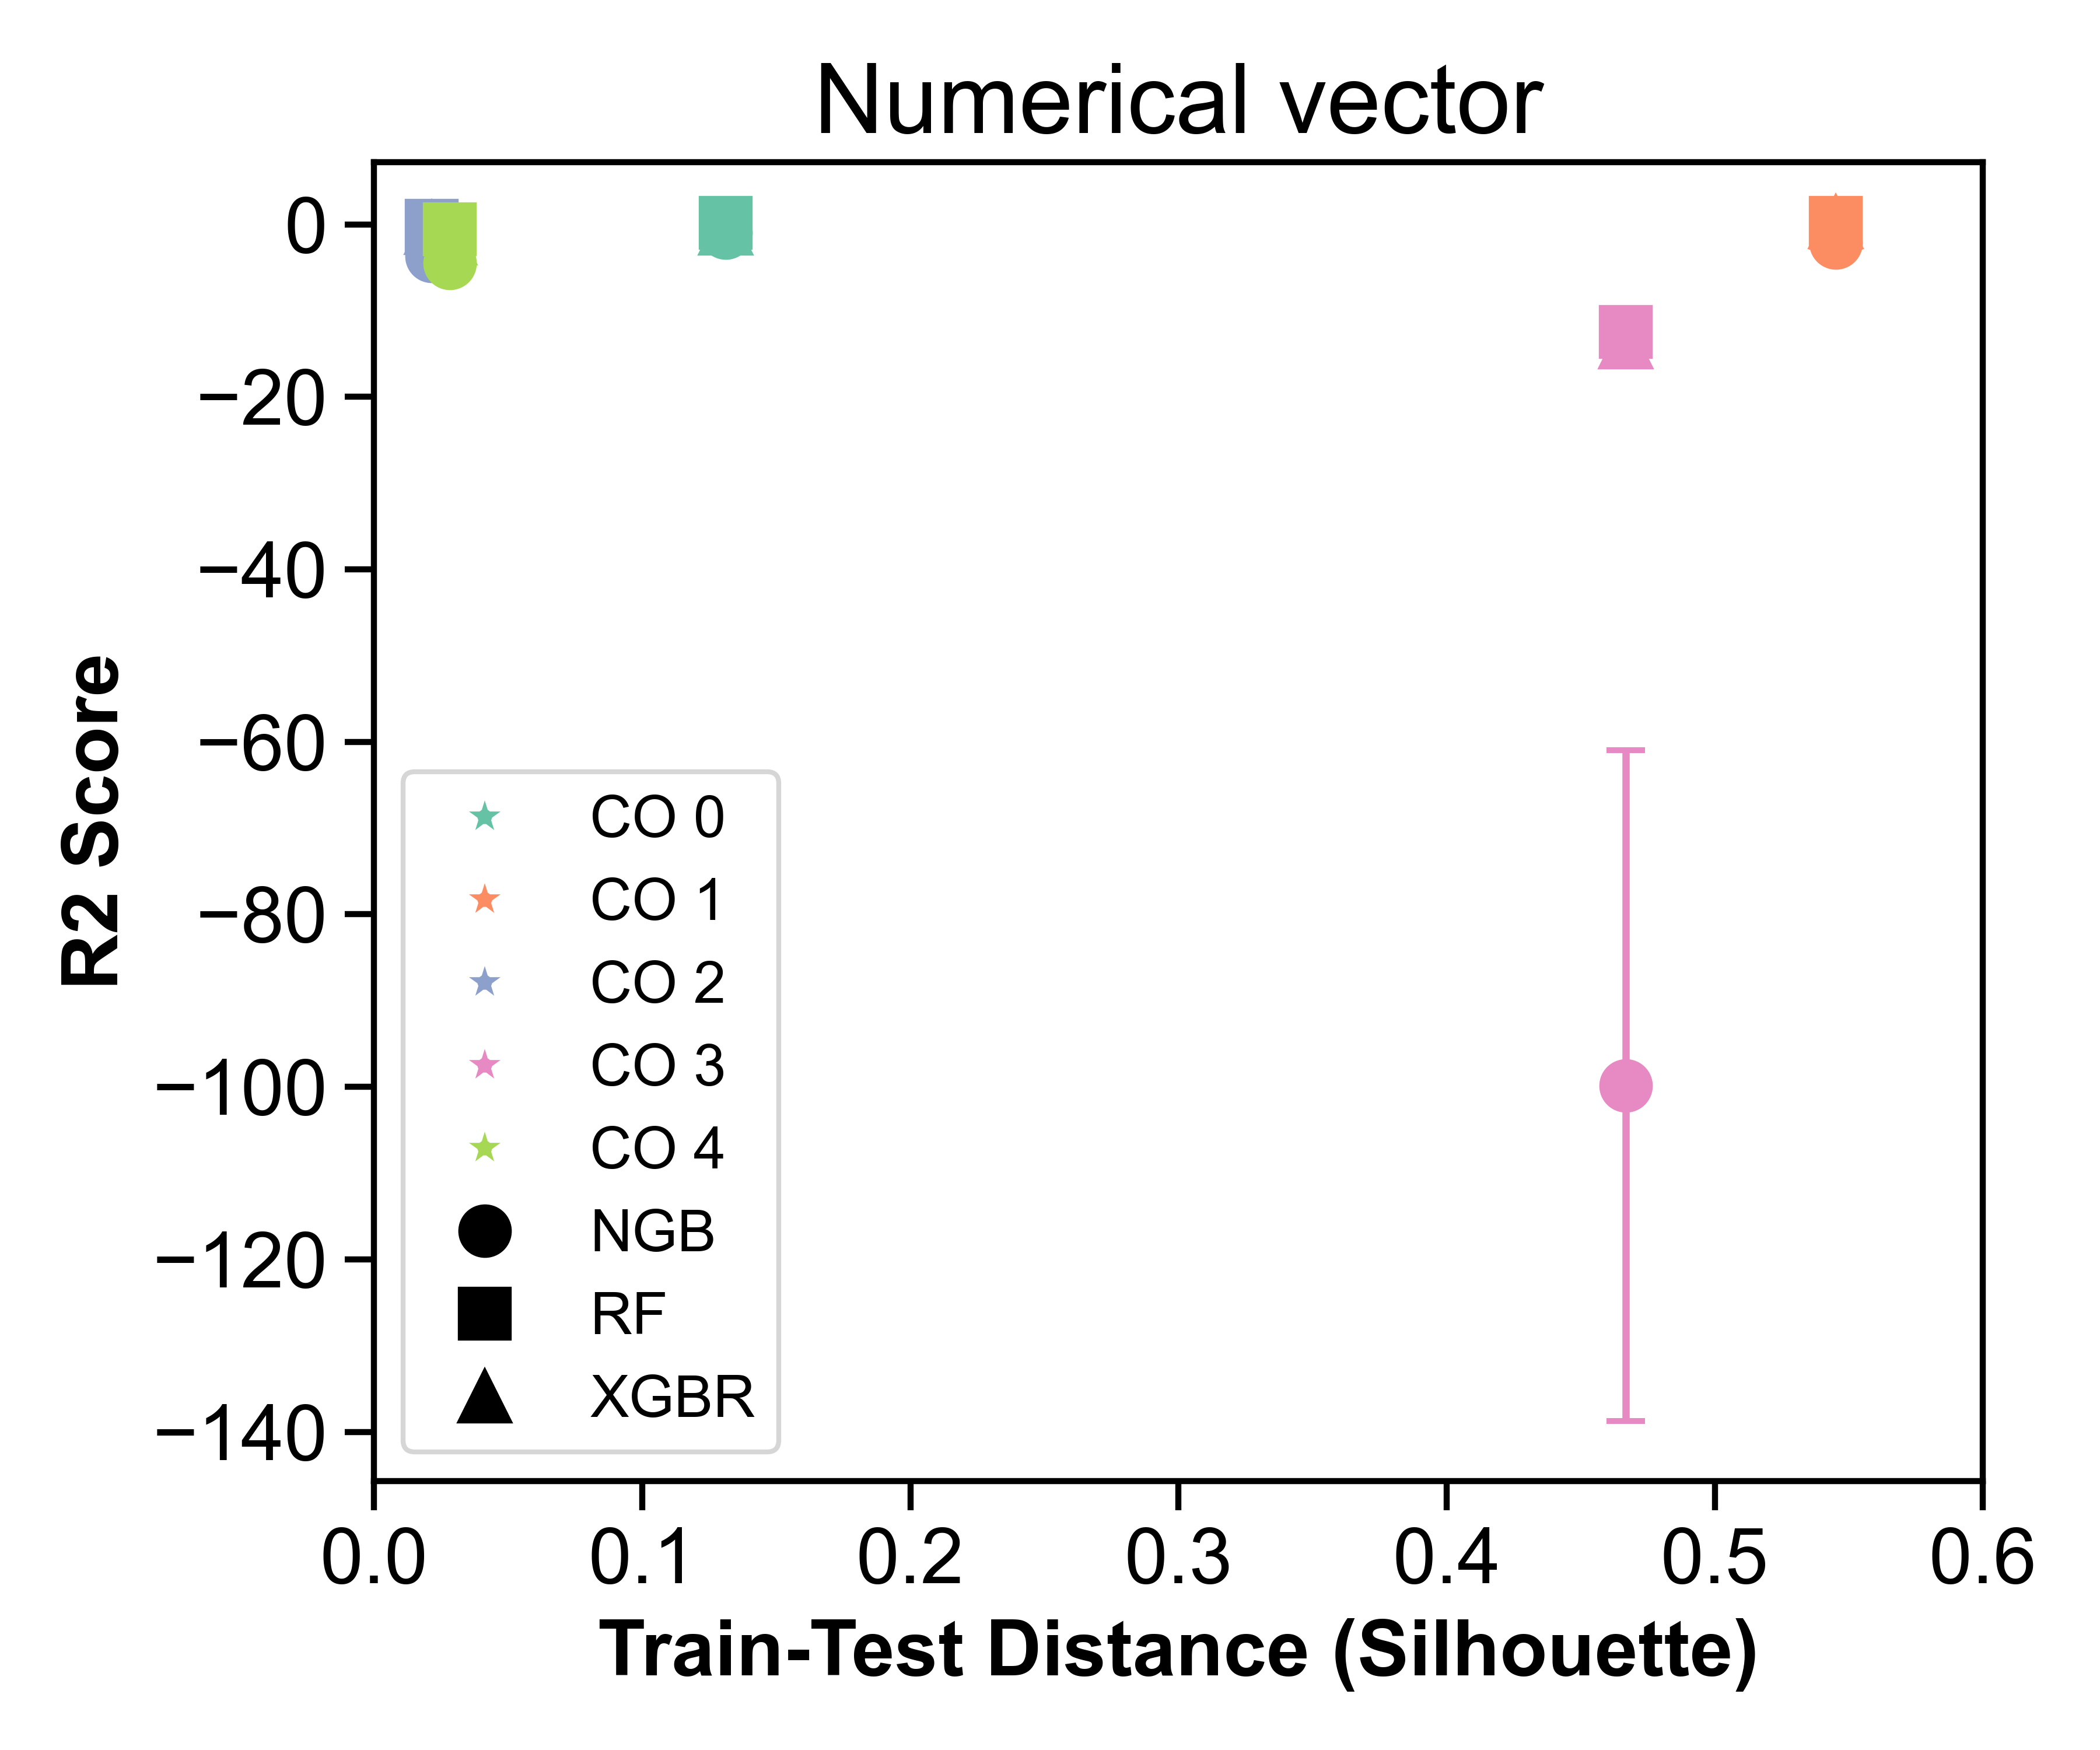 Numerical vector
R2 Score
0
−20
−40
−60
−80
−100
−120
−140
CO 0
CO 1
CO 2
CO 3
CO 4
NGB
RF
XGBR
0.0 0.1 0.2 0.3 0.4 0.5 0.6
Train-Test Distance (Silhouette)